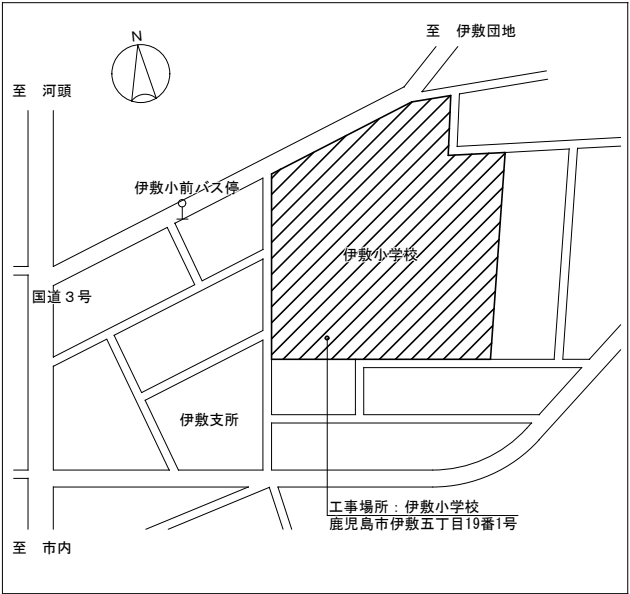 N
至　伊敷団地
至　河頭
伊敷小前バス停
伊敷小学校
国道３号
伊敷支所
工事場所：伊敷小学校
鹿児島市伊敷五丁目19番1号
至　市内